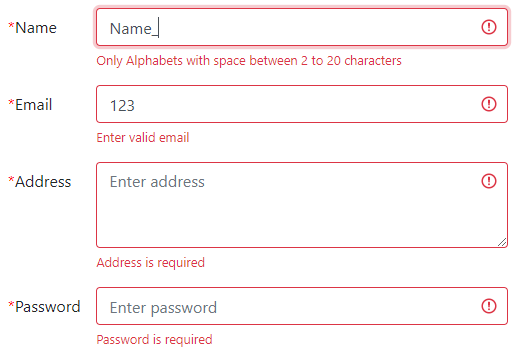 *Name Name_
Only Alphabets with space between 2 to 20 characters
*Email 123
Enter valid email
*Address Enter address
Address is required
*Password Enter password
Password is required